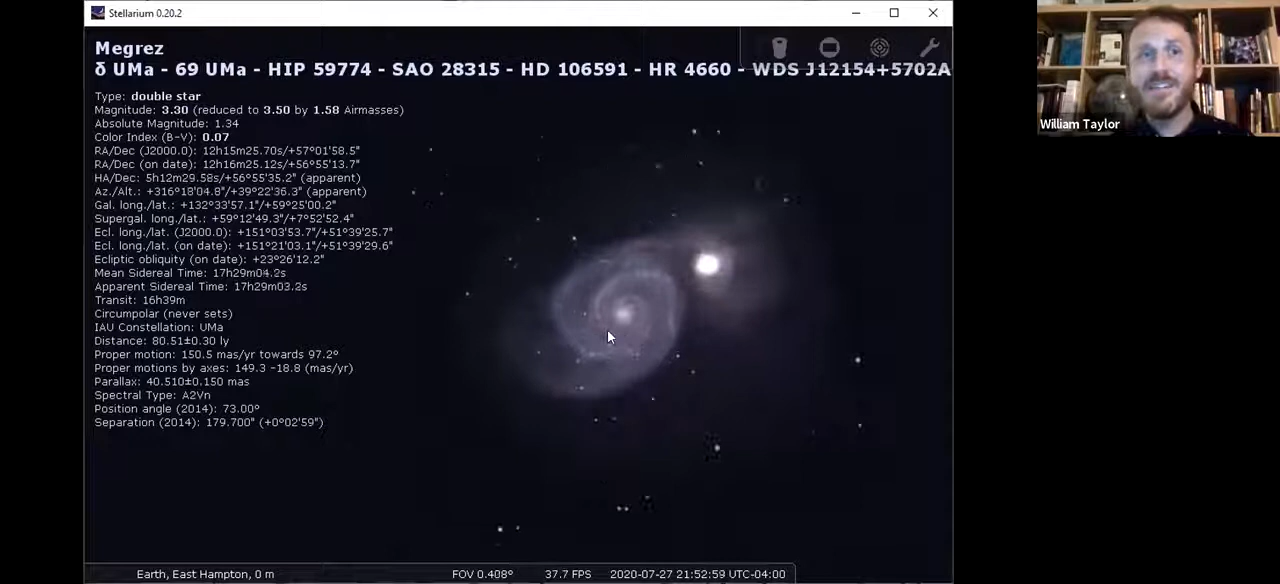 Stellarium 0.20.2
Megrez
δ UMa - 69 UMa - HIP 59774 - SAO 28315 - HD 106591 - HR 4660 - WDS J12154+5702A
Type: double star
Magnitude: 3.30 (reduced to 3.50 by 1.58 Airmasses)
Absolute Magnitude: 1.34
Color Index (B-V): 0.07
RA/Dec (J2000.0): 12h15m25.70s/+57°01'58.5"
RA/Dec (on date): 12h16m25.12s/+56°55'13.7"
HA/Dec: 5h12m29.58s/+56°55'35.2" (apparent)
Az./Alt.: +316°18'04.8"/+39°22'36.3" (apparent)
Gal. long./lat.: +132°33'57.1"/+59°25'00.2"
Supergal. long./lat.: +59°12'49.3"/+7°52'52.4"
Ecl. long./lat. (J2000.0): +151°03'53.7"/+51°39'25.7"
Ecl. long./lat. (on date): +151°21'03.1"/+51°39'29.6"
Ecliptic obliquity (on date): +23°26'12.2"
Mean Sidereal Time: 17h29m04.2s
Apparent Sidereal Time: 17h29m03.2s
Transit: 16h39m
Circumpolar (never sets)
IAU Constellation: UMa
Distance: 80.51±0.30 ly
Proper motion: 150.5 mas/yr towards 97.2°
Proper motions by axes: 149.3 -18.8 (mas/yr)
Parallax: 40.510±0.150 mas
Spectral Type: A2Vn
Position angle (2014): 73.00°
Separation (2014): 179.700" (+0°02'59")
Earth, East Hampton, 0 m
FOV 0.408°
37.7 FPS
2020-07-27 21:52:59 UTC-04:00
William Taylor